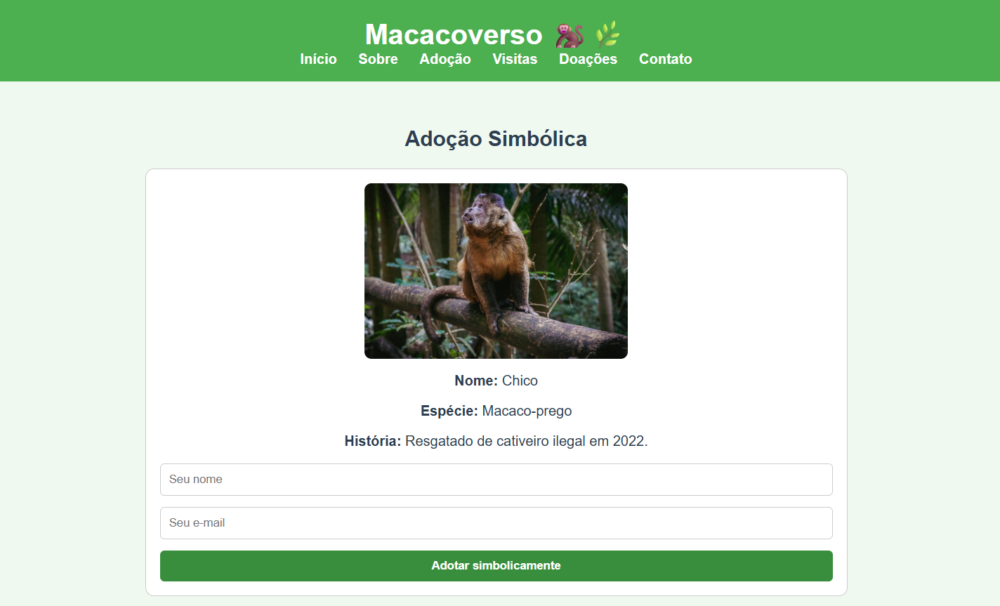 Macacoverso 🐒 🌿
Início Sobre Adoção Visitas Doações Contato
Adoção Simbólica
Nome: Chico
Espécie: Macaco-prego
História: Resgatado de cativeiro ilegal em 2022.
Seu nome
Seu e-mail
Adotar simbolicamente